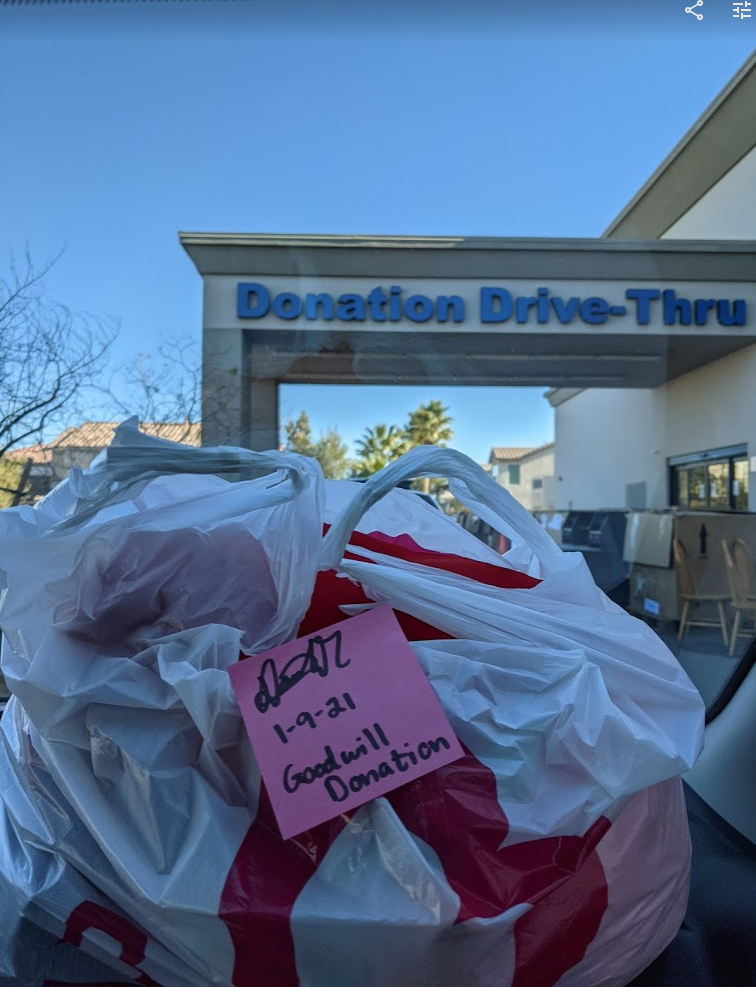 Donation Drive-Thru
1-9-21
Goodwill
Donation